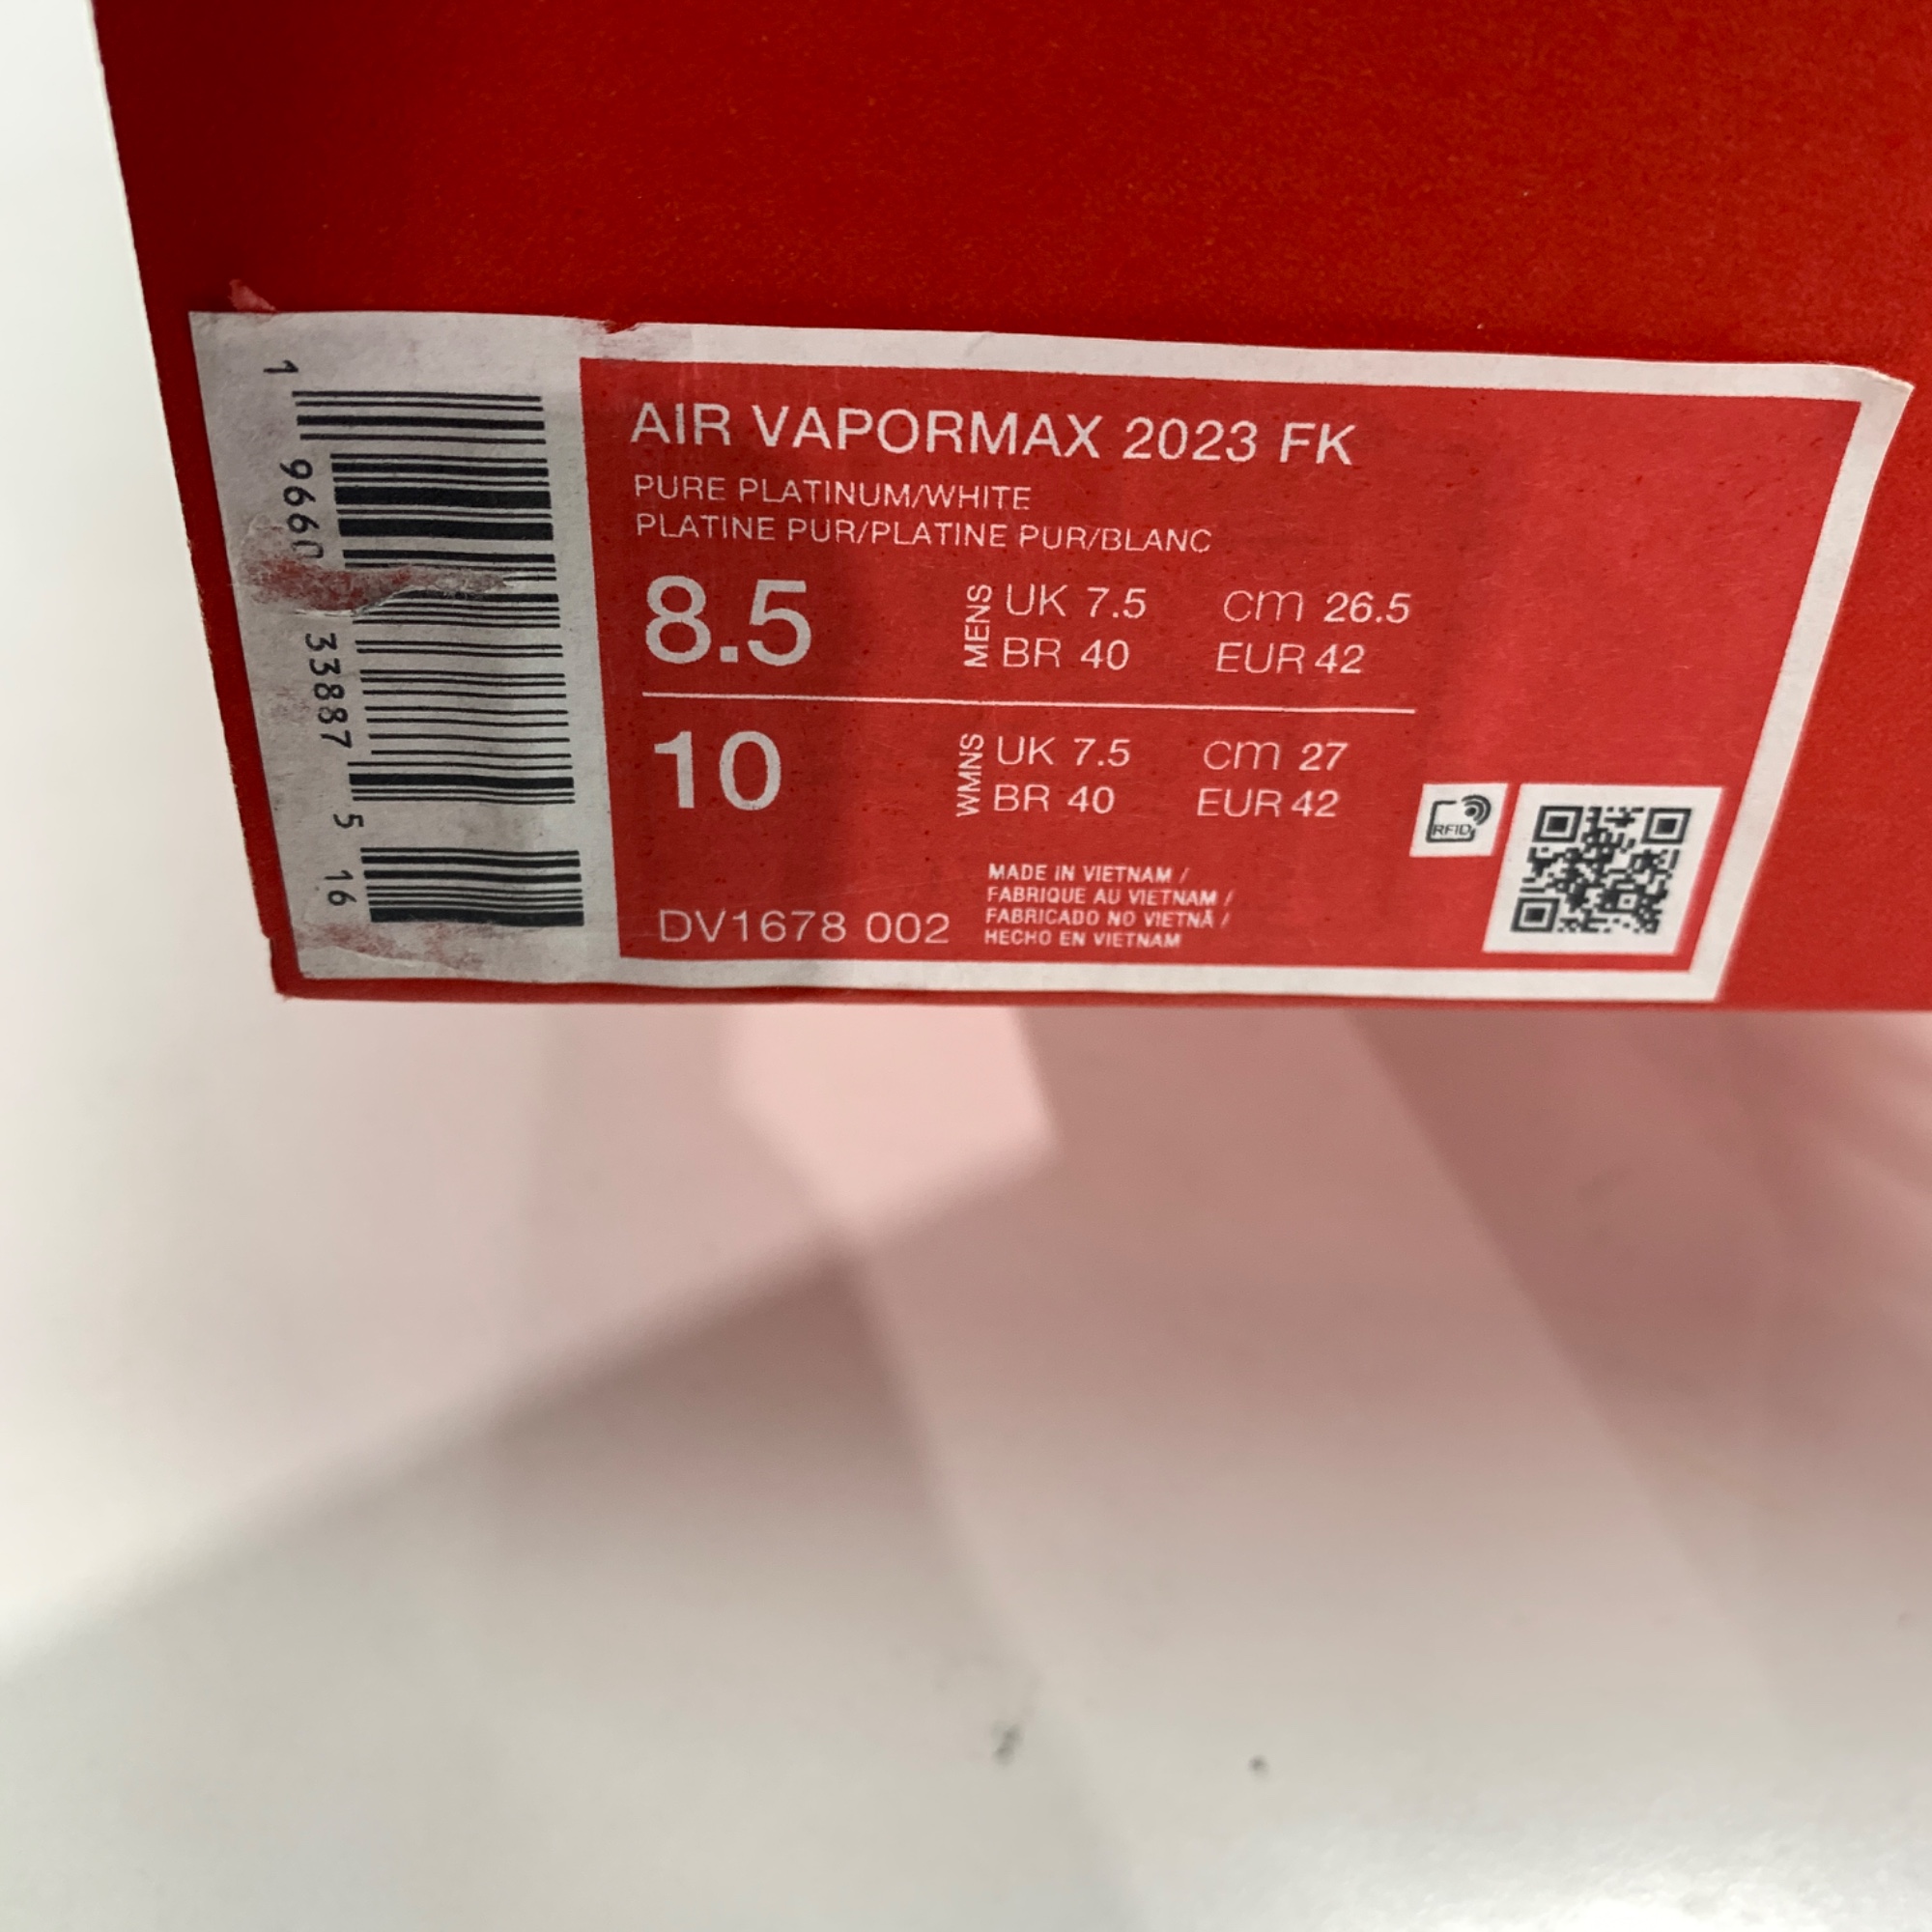 AIR VAPORMAX 2023 FK
PURE PLATINUM/WHITE
PLATINE PUR/PLATINE PUR/BLANC
8.5 MENS UK 7.5 cm 26.5
BR 40 EUR 42
10 WMNS UK 7.5 cm 27
BR 40 EUR 42
RFID
MADE IN VIETNAM /
FABRIQUE AU VIETNAM /
FABRICADO NO VIETNÃ /
HECHO EN VIETNAM
DV1678 002
1 9660 33887 5 16